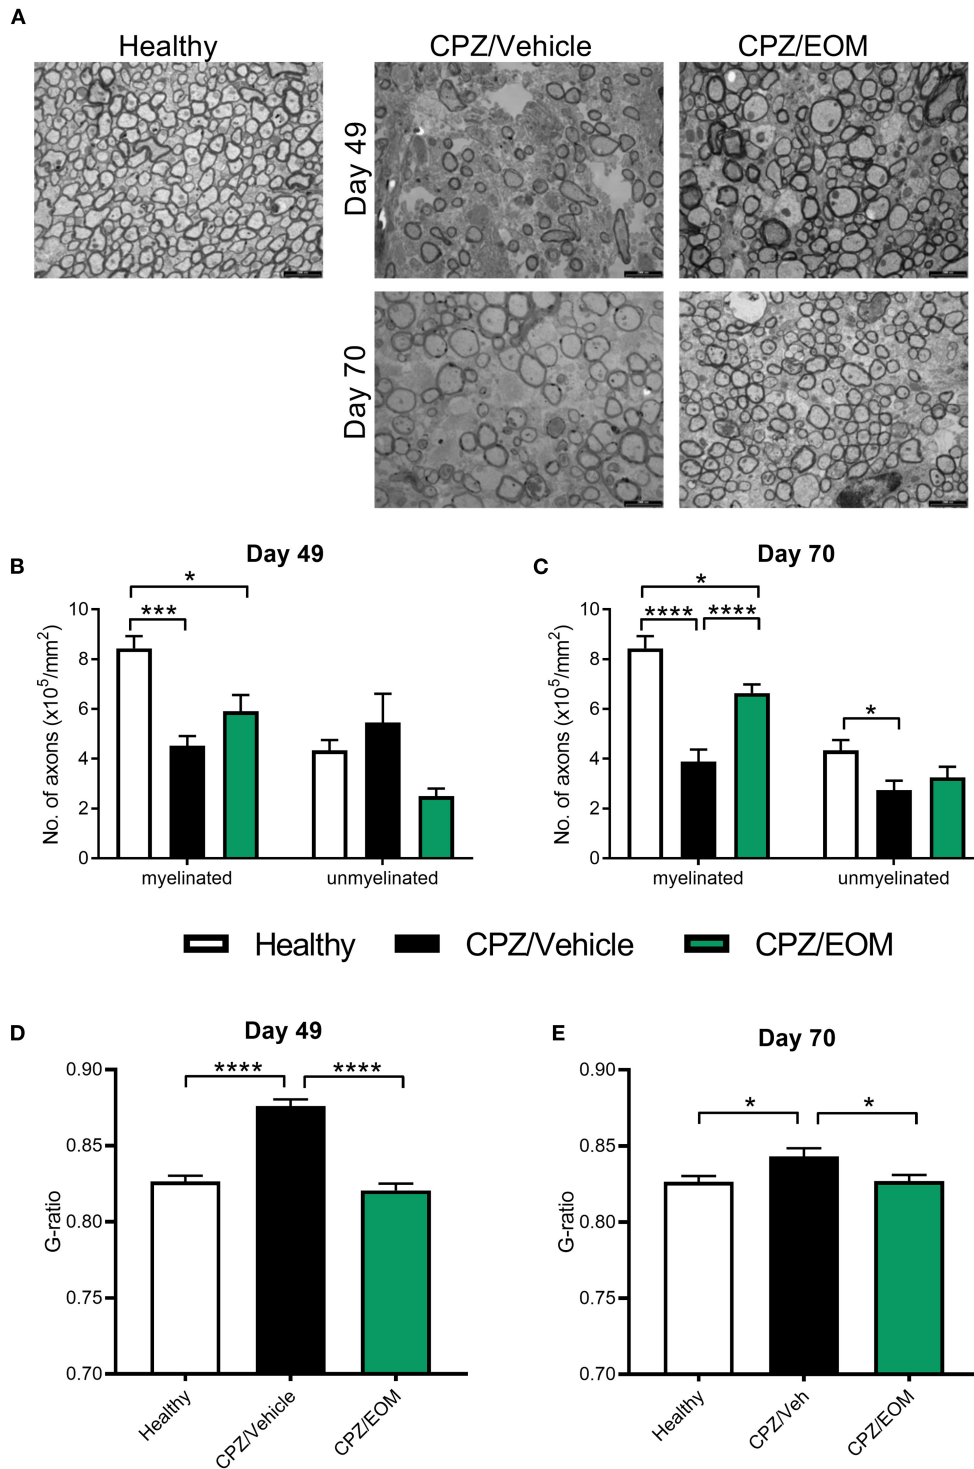 A
Healthy
CPZ/Vehicle
CPZ/EOM
Day 49
Day 70
B
Day 49
*
***
No. of axons (x10^5/mm^2)
10
8
6
4
2
0
myelinated
unmyelinated
C
Day 70
*
**** ****
*
No. of axons (x10^5/mm^2)
10
8
6
4
2
0
myelinated
unmyelinated
Healthy
CPZ/Vehicle
CPZ/EOM
D
Day 49
**** ****
G-ratio
0.90
0.85
0.80
0.75
0.70
Healthy
CPZ/Vehicle
CPZ/EOM
E
Day 70
* *
G-ratio
0.90
0.85
0.80
0.75
0.70
Healthy
CPZ/Veh
CPZ/EOM